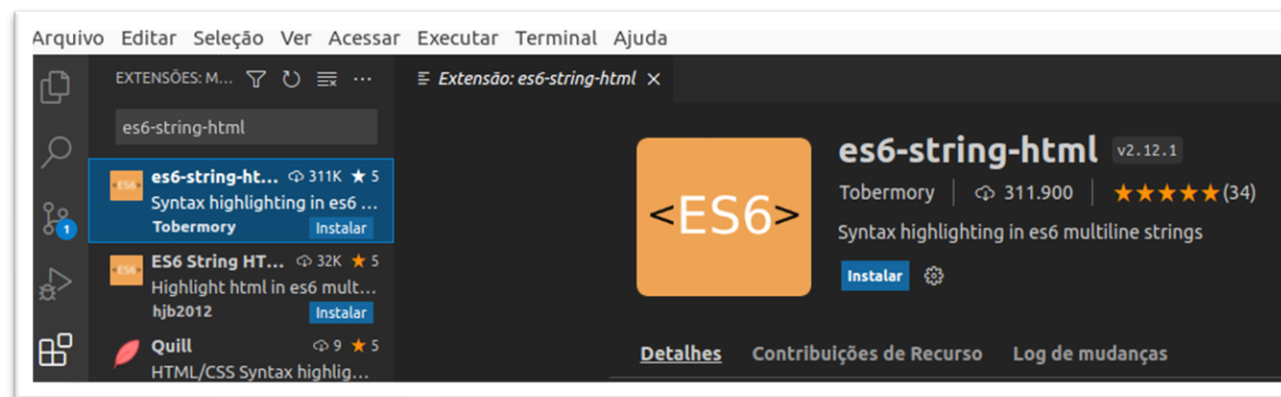 Arquivo Editar Seleção Ver Acessar Executar Terminal Ajuda
EXTENSÕES: M...
Extensão: es6-string-html
es6-string-html
es6-string-ht... 311K ★ 5
Syntax highlighting in es6 ...
Tobermory Instalar
ES6 String HT... 32K ★ 5
Highlight html in es6 mult...
hjb2012 Instalar
Quill 9 ★ 5
HTML/CSS Syntax highlig...
1
<ES6>
<ES6>
<ES6>
es6-string-html v2.12.1
Tobermory 311.900 ★★★★★(34)
Syntax highlighting in es6 multiline strings
Instalar
Detalhes Contribuições de Recurso Log de mudanças